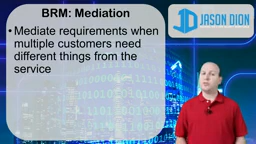 BRM: Mediation
JASON DION
• Mediate requirements when
multiple customers need
different things from the
service